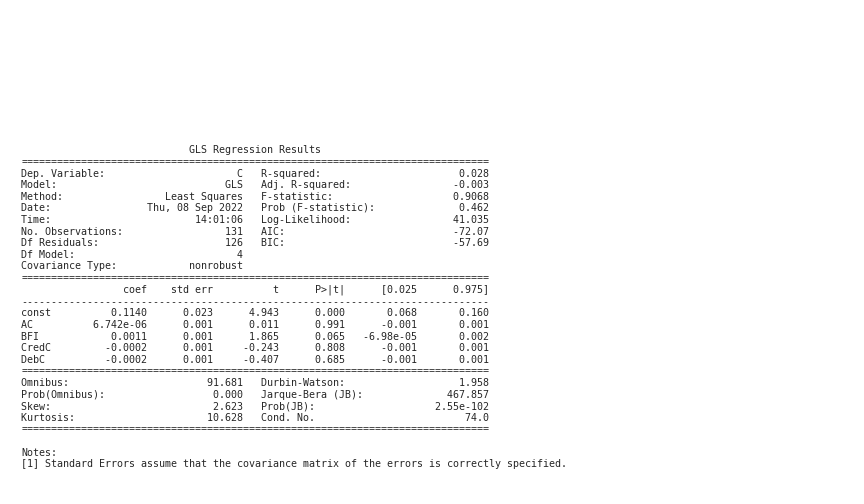 GLS Regression Results
==============================================================================
Dep. Variable:                      C   R-squared:                       0.028
Model:                            GLS   Adj. R-squared:                 -0.003
Method:                 Least Squares   F-statistic:                    0.9068
Date:                Thu, 08 Sep 2022   Prob (F-statistic):              0.462
Time:                        14:01:06   Log-Likelihood:                 41.035
No. Observations:                 131   AIC:                            -72.07
Df Residuals:                     126   BIC:                            -57.69
Df Model:                           4
Covariance Type:            nonrobust
==============================================================================
                 coef    std err          t      P>|t|      [0.025      0.975]
------------------------------------------------------------------------------
const          0.1140      0.023      4.943      0.000       0.068       0.160
AC          6.742e-06      0.001      0.011      0.991      -0.001       0.001
BFI            0.0011      0.001      1.865      0.065   -6.98e-05       0.002
CredC         -0.0002      0.001     -0.243      0.808      -0.001       0.001
DebC          -0.0002      0.001     -0.407      0.685      -0.001       0.001
==============================================================================
Omnibus:                       91.681   Durbin-Watson:                   1.958
Prob(Omnibus):                  0.000   Jarque-Bera (JB):              467.857
Skew:                           2.623   Prob(JB):                    2.55e-102
Kurtosis:                      10.628   Cond. No.                         74.0
==============================================================================
Notes:
[1] Standard Errors assume that the covariance matrix of the errors is correctly specified.